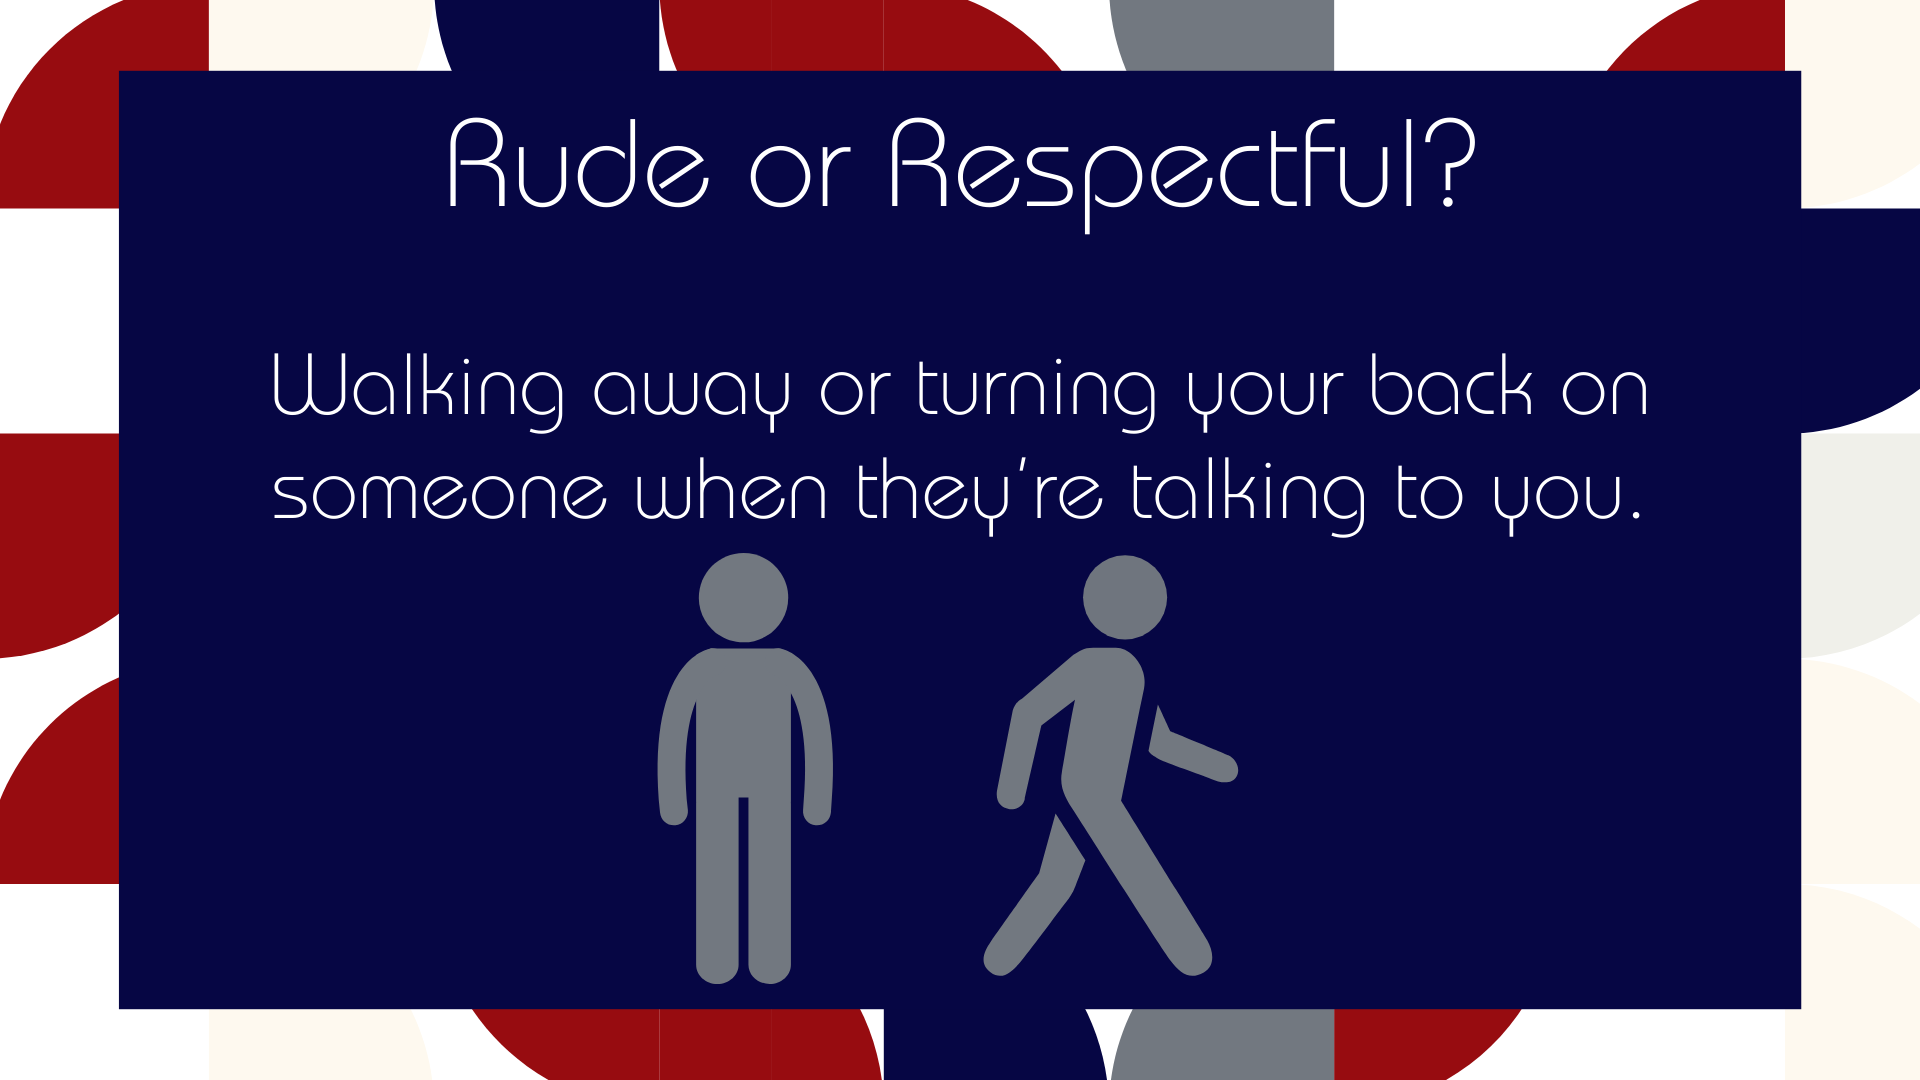 Rude or Respectful?
Walking away or turning your back on
someone when they're talking to you.